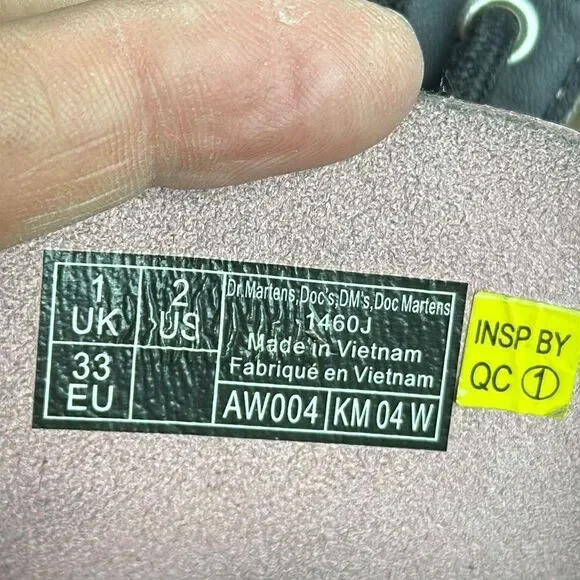 1
UK
2
US
33
EU
Dr.Martens,Doc's,DM's,Doc Martens
1460J
Made in Vietnam
Fabriqué en Vietnam
AW004
KM 04 W
INSP BY
QC ①